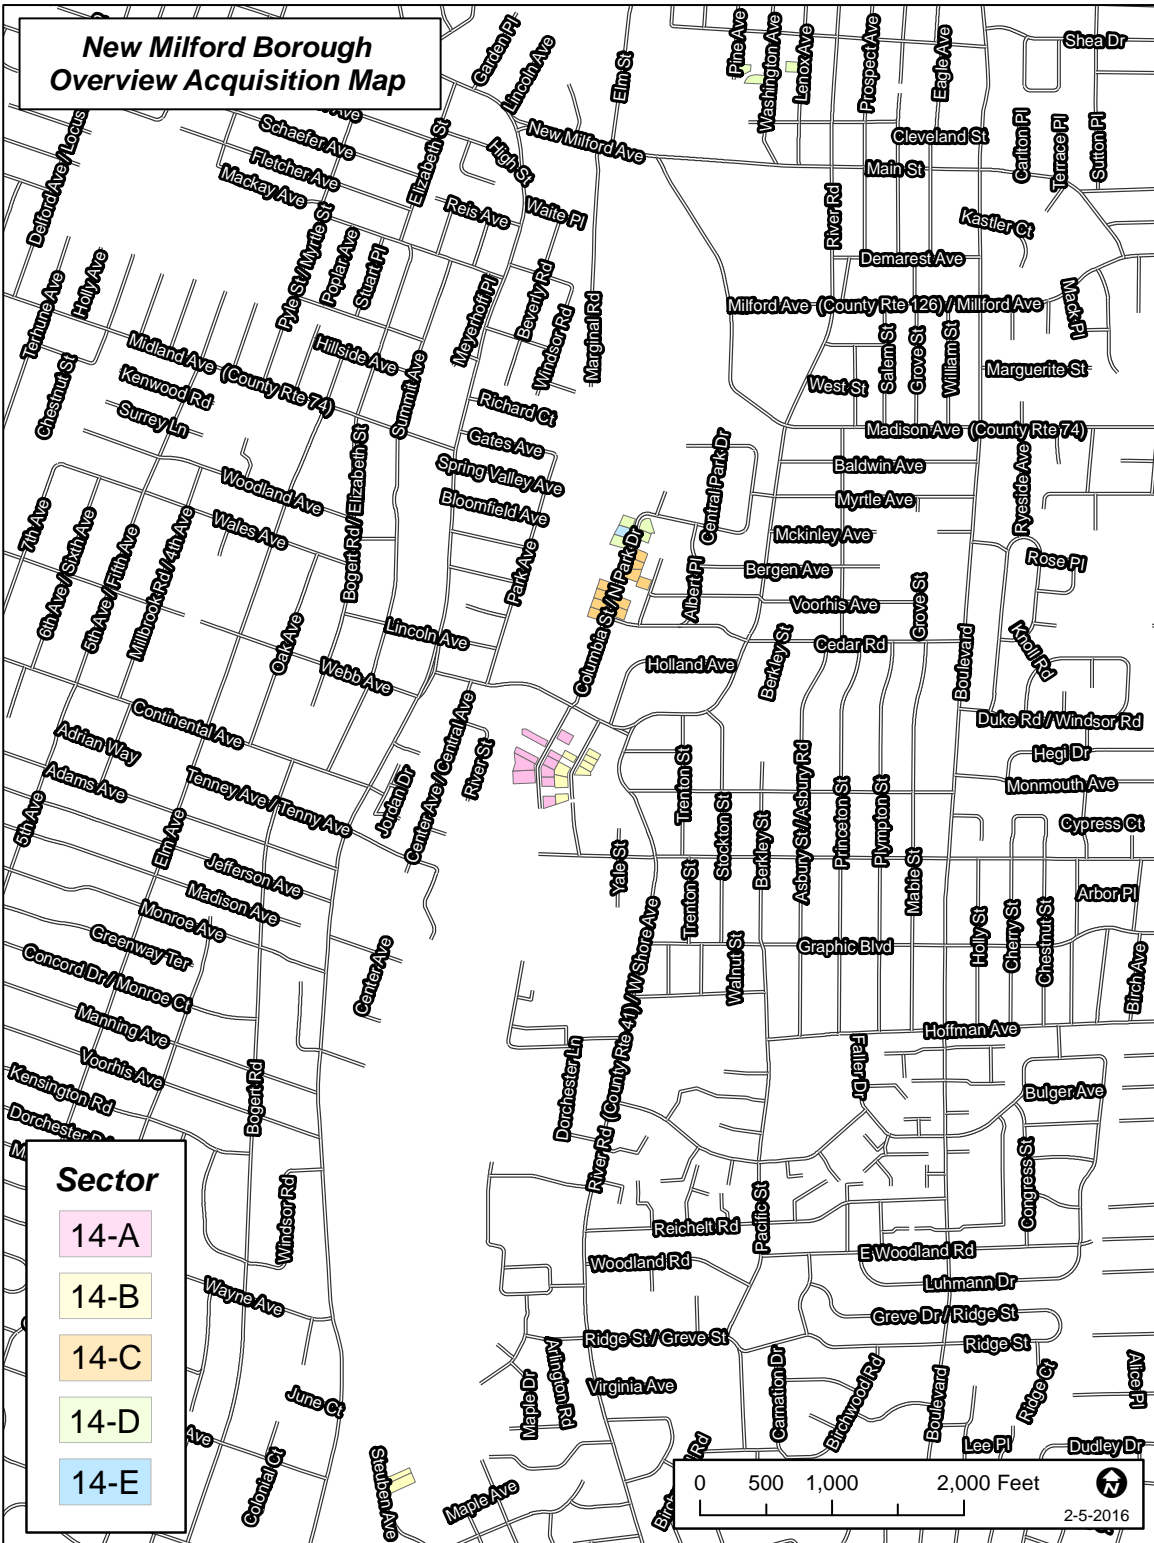 New Milford Borough
Overview Acquisition Map
Garden Pl
Lincoln Ave
Elm St
Pine Ave
Washington Ave
Lenox Ave
Prospect Ave
Eagle Ave
Shea Dr
Delford Ave / Locus
Ave
Schaefer Ave
Fletcher Ave
Mackay Ave
Elizabeth St
High St
New Milford Ave
Cleveland St
Main St
Carlton Pl
Terrace Pl
Sutton Pl
Reis Ave
Waite Pl
River Rd
Kastler Ct
Demarest Ave
Terhune Ave
Holly Ave
Pyle St / Myrtle St
Poplar Ave
Stuart Pl
Meyerhoff Pl
Beverly Rd
Windsor Rd
Marginal Rd
Milford Ave (County Rte 126) / Millford Ave
Mack Pl
Chestnut St
Midland Ave (County Rte 74)
Hillside Ave
Summit Ave
Kenwood Rd
Surrey Ln
West St
Salem St
Grove St
William St
Marguerite St
Richard Ct
Gates Ave
Madison Ave (County Rte 74)
Spring Valley Ave
Bloomfield Ave
Central Park Dr
Baldwin Ave
Myrtle Ave
Ryeside Ave
Woodland Ave
Wales Ave
Bogert Rd / Elizabeth St
7th Ave
6th Ave / Sixth Ave
5th Ave / Fifth Ave
Millbrook Rd / 4th Ave
Park Ave
Mckinley Ave
Bergen Ave
Rose Pl
Columbia St / N Park Dr
Albert Pl
Voorhis Ave
Grove St
Oak Ave
Lincoln Ave
Webb Ave
Holland Ave
Berkley St
Cedar Rd
Boulevard
Knoll Rd
Continental Ave
Duke Rd / Windsor Rd
Adrian Way
Adams Ave
Tenney Ave / Tenny Ave
Jordan Dr
Center Ave / Central Ave
River St
Trenton St
Stockton St
Berkley St
Asbury St / Asbury Rd
Princeton St
Plympton St
Mabie St
Hegi Dr
Monmouth Ave
Cypress Ct
5th Ave
Elm Ave
Jefferson Ave
Madison Ave
Monroe Ave
Yale St
Trenton St
Arbor Pl
Greenway Ter
Concord Dr / Monroe Ct
Center Ave
Walnut St
Graphic Blvd
Holly St
Cherry St
Chestnut St
Birch Ave
Manning Ave
Voorhis Ave
Kensington Rd
Dorchester
M
Bogert Rd
Dorchester Ln
River Rd (County Rte 41) / W Shore Ave
Hoffman Ave
Faller Dr
Bulger Ave
Congress St
Windsor Rd
Pacific St
Reichelt Rd
Woodland Rd
E Woodland Rd
Luhmann Dr
Wayne Ave
Greve Dr / Ridge St
Ridge St / Greve St
Ridge St
Maple Dr
Arlington Rd
Virginia Ave
Carnation Dr
Birchwood Rd
Boulevard
Ridge Ct
Alice Pl
June Ct
Ave
Colonial Ct
Steuben Ave
Maple Ave
Lee Pl
Dudley Dr
Sector
14-A
14-B
14-C
14-D
14-E
0 500 1,000 2,000 Feet
N
2-5-2016